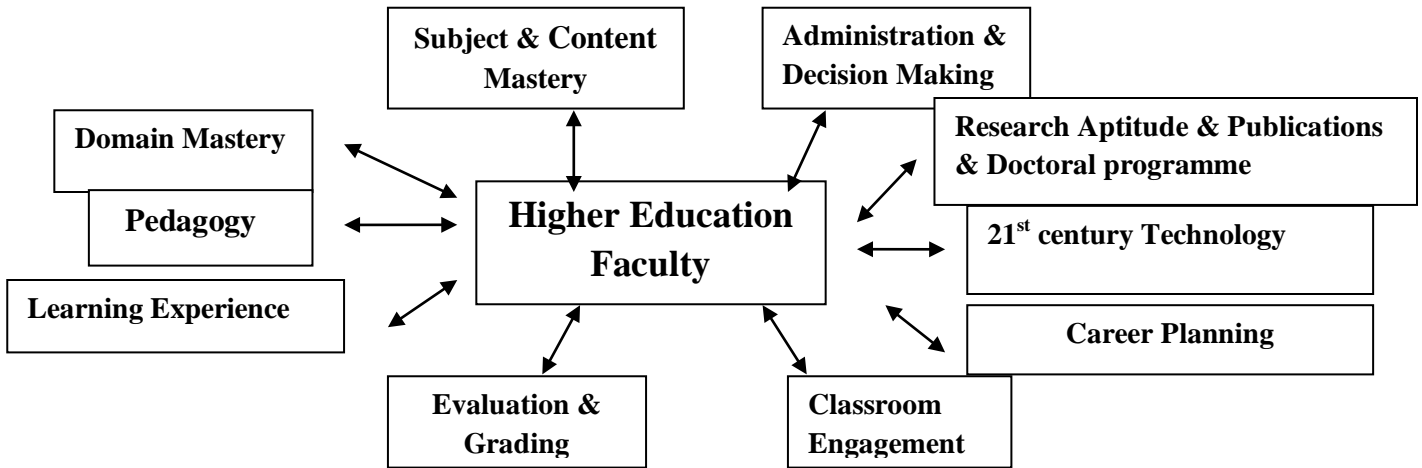 Subject & Content
Mastery
Administration &
Decision Making
Research Aptitude & Publications
& Doctoral programme
Domain Mastery
Pedagogy
Higher Education
Faculty
21st century Technology
Learning Experience
Career Planning
Evaluation &
Grading
Classroom
Engagement